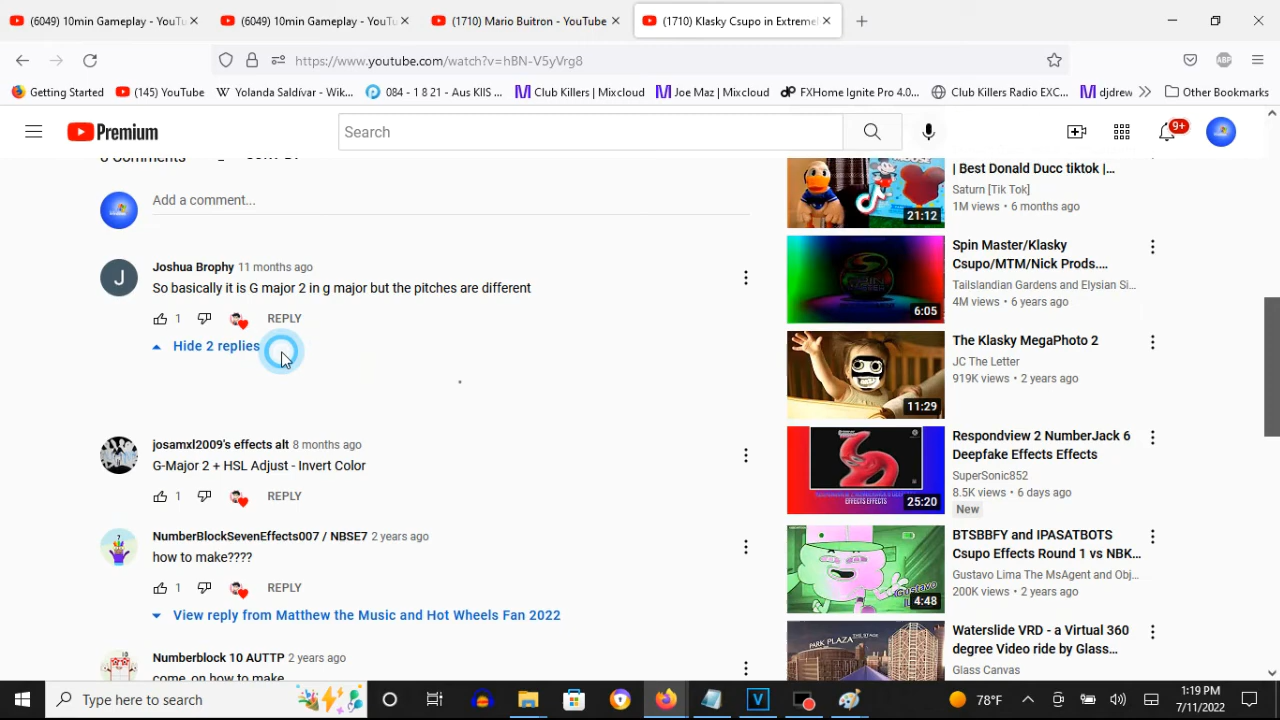 (6049) 10min Gameplay - YouTu
(6049) 10min Gameplay - YouTu
(1710) Mario Buitron - YouTube
(1710) Klasky Csupo in Extreme
https://www.youtube.com/watch?v=hBN-V5yVrg8
ABP
Getting Started
(145) YouTube
Yolanda Saldívar - Wik...
084 - 1 8 21 - Aus KIIS ...
Club Killers | Mixcloud
Joe Maz | Mixcloud
FXHome Ignite Pro 4.0...
Club Killers Radio EXC...
djdrew
Other Bookmarks
Premium
Search
9+
Add a comment...
Joshua Brophy 11 months ago
So basically it is G major 2 in g major but the pitches are different
1 REPLY
Hide 2 replies
josamxl2009's effects alt 8 months ago
G-Major 2 + HSL Adjust - Invert Color
1 REPLY
NumberBlockSevenEffects007 / NBSE7 2 years ago
how to make????
1 REPLY
View reply from Matthew the Music and Hot Wheels Fan 2022
Numberblock 10 AUTTP 2 years ago
come on how to make
21:12
| Best Donald Ducc tiktok |...
Saturn [Tik Tok]
1M views • 6 months ago
6:05
Spin Master/Klasky
Csupo/MTM/Nick Prods....
Tailslandian Gardens and Elysian Si...
4M views • 6 years ago
11:29
The Klasky MegaPhoto 2
JC The Letter
919K views • 2 years ago
25:20
Respondview 2 NumberJack 6
Deepfake Effects Effects
SuperSonic852
8.5K views • 6 days ago
New
4:48
BTSBBFY and IPASATBOTS
Csupo Effects Round 1 vs NBK...
Gustavo Lima The MsAgent and Obj...
200K views • 2 years ago
PARK PLAZA
Waterslide VRD - a Virtual 360
degree Video ride by Glass...
Glass Canvas
Type here to search
78°F
1:19 PM
7/11/2022